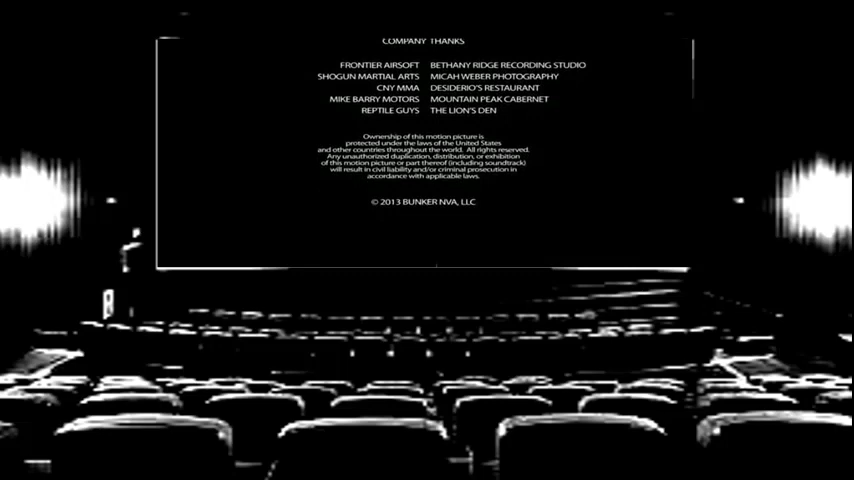 COMPANY THANKS
FRONTIER AIRSOFT BETHANY RIDGE RECORDING STUDIO
SHOGUN MARTIAL ARTS MICAH WEBER PHOTOGRAPHY
CNY MMA DESIDERIO'S RESTAURANT
MIKE BARRY MOTORS MOUNTAIN PEAK CABERNET
REPTILE GUYS THE LION'S DEN
Ownership of this motion picture is
protected under the laws of the United States
and other countries throughout the world. All rights reserved.
Any unauthorized duplication, distribution, or exhibition
of this motion picture or part thereof (including soundtrack)
will result in civil liability and/or criminal prosecution in
accordance with applicable laws.
© 2013 BUNKER NVA, LLC